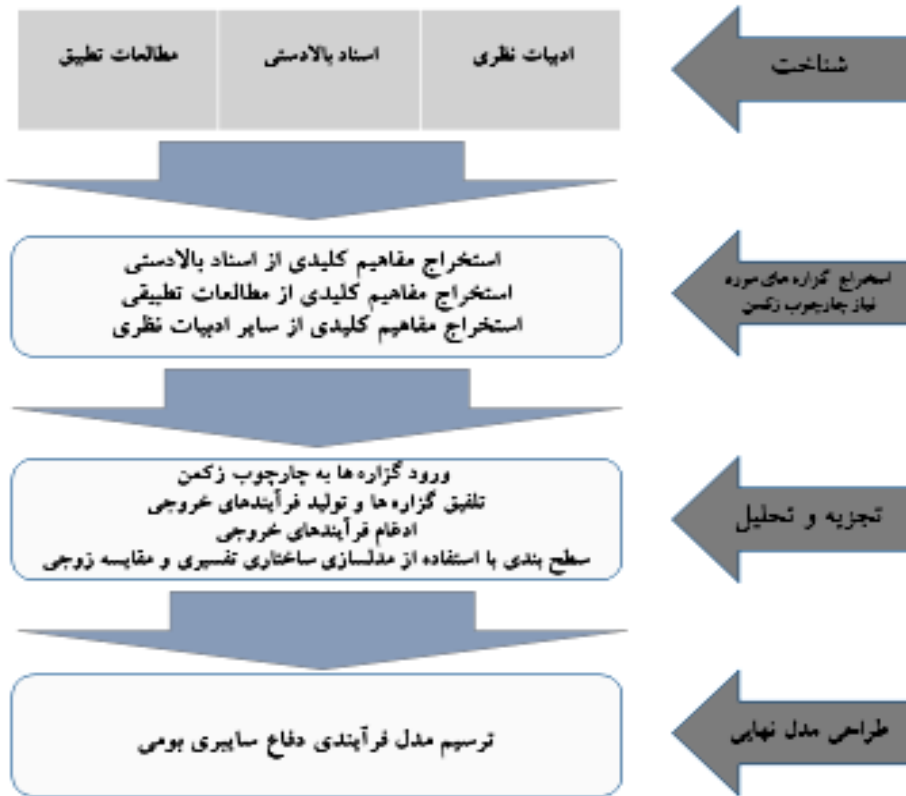 شناخت
ادبیات نظری
اسناد بالادستی
مطالعات تطبیق
استخراج گزاره های مورد
نیاز چارچوب زکمن
استخراج مفاهیم کلیدی از اسناد بالادستی
استخراج مفاهیم کلیدی از مطالعات تطبیقی
استخراج مفاهیم کلیدی از سایر ادبیات نظری
تجزیه و تحلیل
ورود گزاره ها به چارچوب زکمن
تلفیق گزاره ها و تولید فرآیندهای خروجی
ادغام فرآیندهای خروجی
سطح بندی با استفاده از مدلسازی ساختاری تفسیری و مقایسه زوجی
طراحی مدل نهایی
ترسیم مدل فرآیندی دفاع سایبری بومی